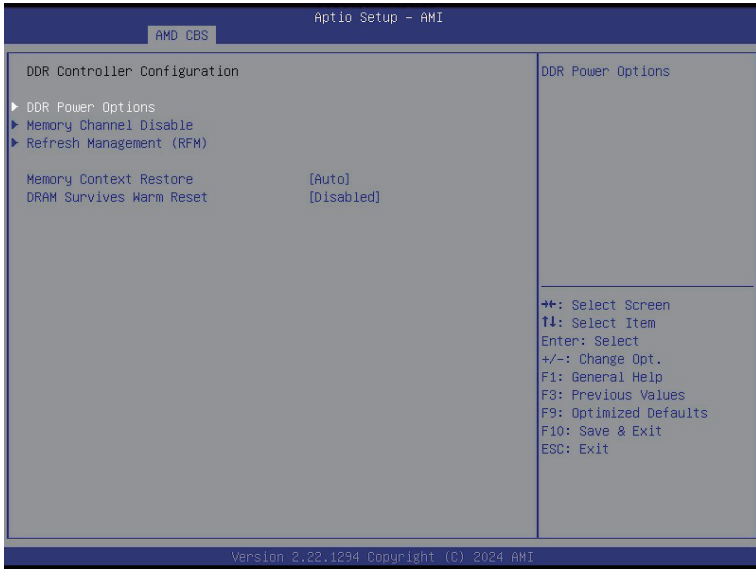 Aptio Setup - AMI
AMD CBS
DDR Controller Configuration
DDR Power Options
Memory Channel Disable
Refresh Management (RFM)
Memory Context Restore [Auto]
DRAM Survives Warm Reset [Disabled]
DDR Power Options
→←: Select Screen
↑↓: Select Item
Enter: Select
+/-: Change Opt.
F1: General Help
F3: Previous Values
F9: Optimized Defaults
F10: Save & Exit
ESC: Exit
Version 2.22.1294 Copyright (C) 2024 AMI